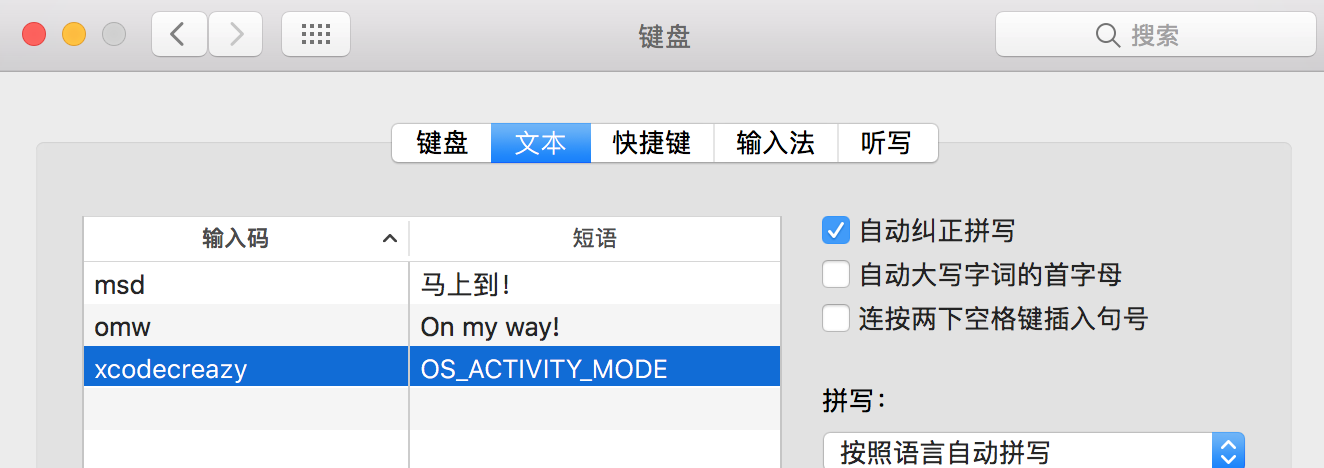 键盘
搜索
键盘 文本 快捷键 输入法 听写
输入码 短语
msd 马上到！
omw On my way!
xcodecreazy OS_ACTIVITY_MODE
自动纠正拼写
自动大写字词的首字母
连按两下空格键插入句号
拼写：
按照语言自动拼写